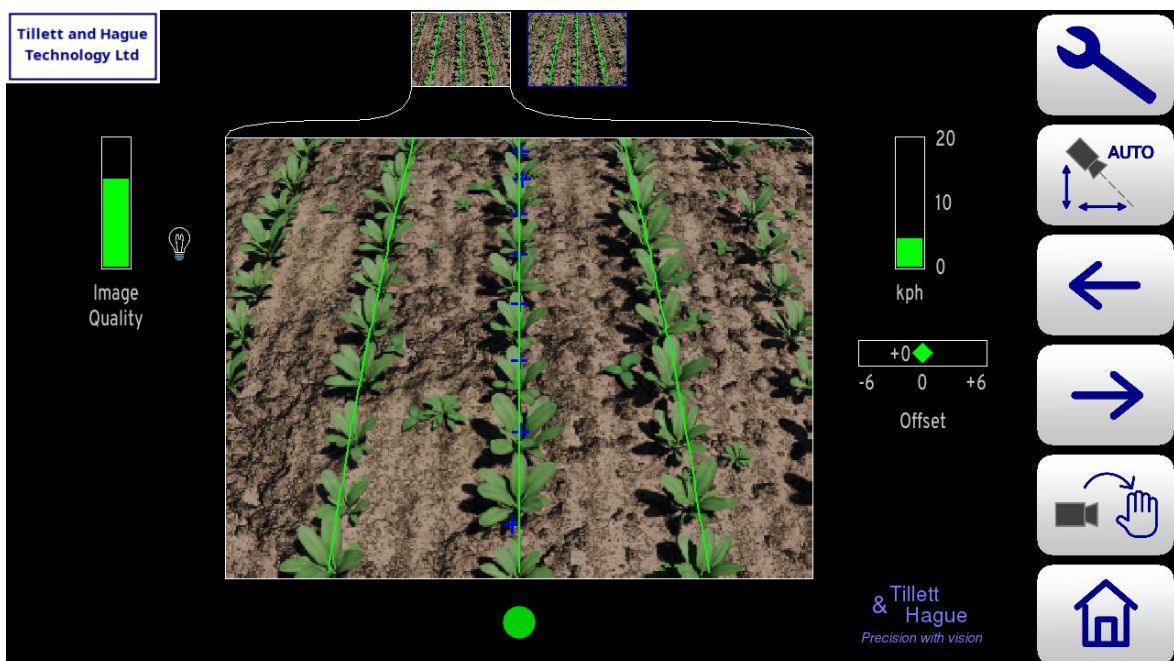 Tillett and Hague
Technology Ltd
Image
Quality
20
10
0
kph
+0
-6 0 +6
Offset
AUTO
& Tillett
Hague
Precision with vision